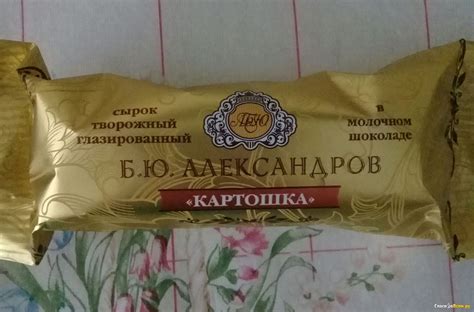 сырок
творожный
глазированный
в
молочном
шоколаде
Б.Ю. АЛЕКСАНДРОВ
«КАРТОШКА»